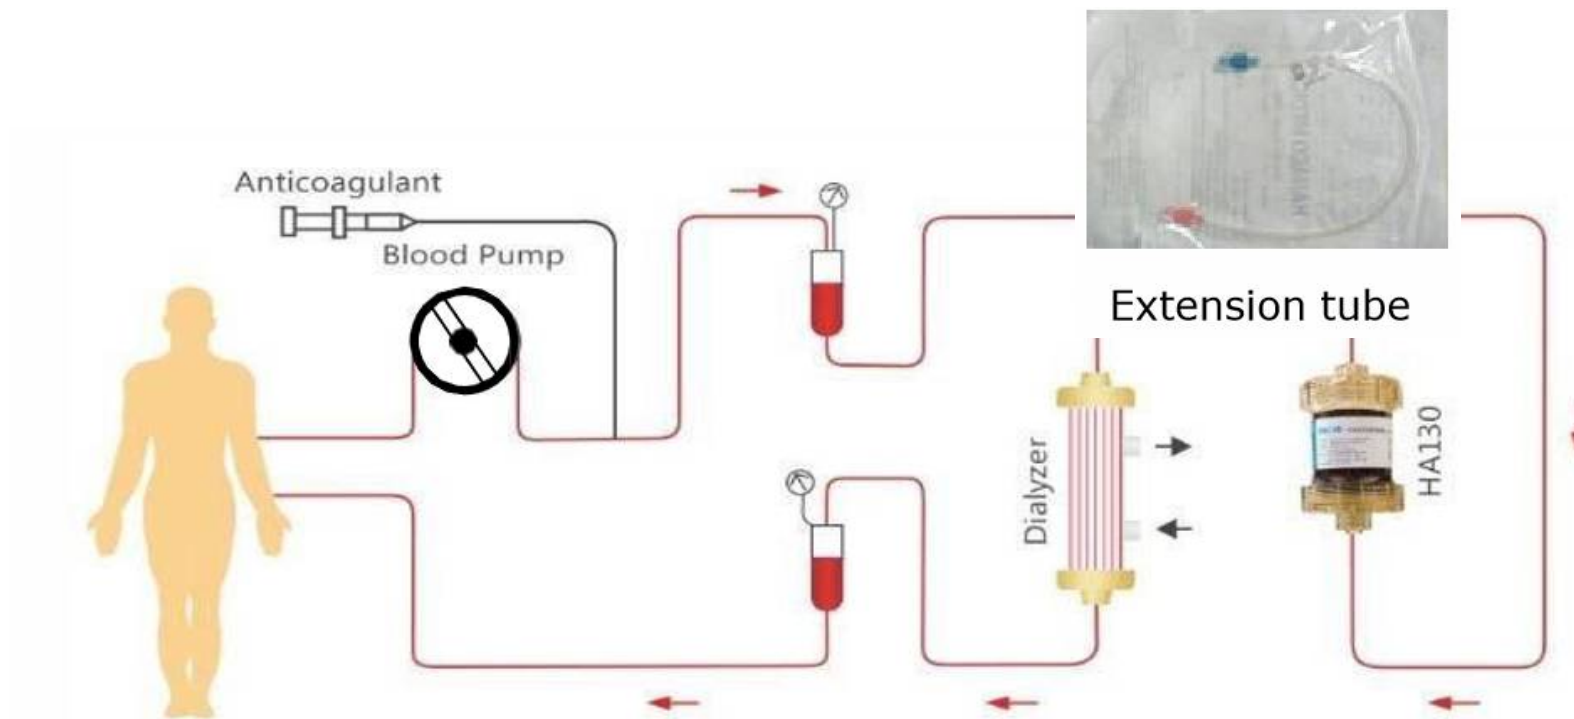 Anticoagulant
Blood Pump
Extension tube
Dialyzer
HA130